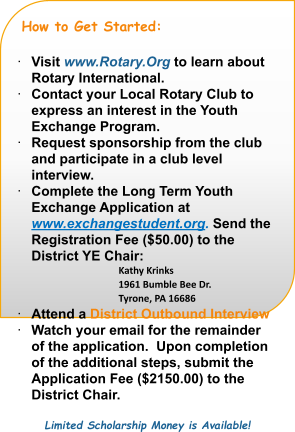 How to Get Started:
· Visit www.Rotary.Org to learn about
Rotary International.
· Contact your Local Rotary Club to
express an interest in the Youth
Exchange Program.
· Request sponsorship from the club
and participate in a club level
interview.
· Complete the Long Term Youth
Exchange Application at
www.exchangestudent.org. Send the
Registration Fee ($50.00) to the
District YE Chair:
Kathy Krinks
1961 Bumble Bee Dr.
Tyrone, PA 16686
· Attend a District Outbound Interview
· Watch your email for the remainder
of the application.  Upon completion
of the additional steps, submit the
Application Fee ($2150.00) to the
District Chair.
Limited Scholarship Money is Available!